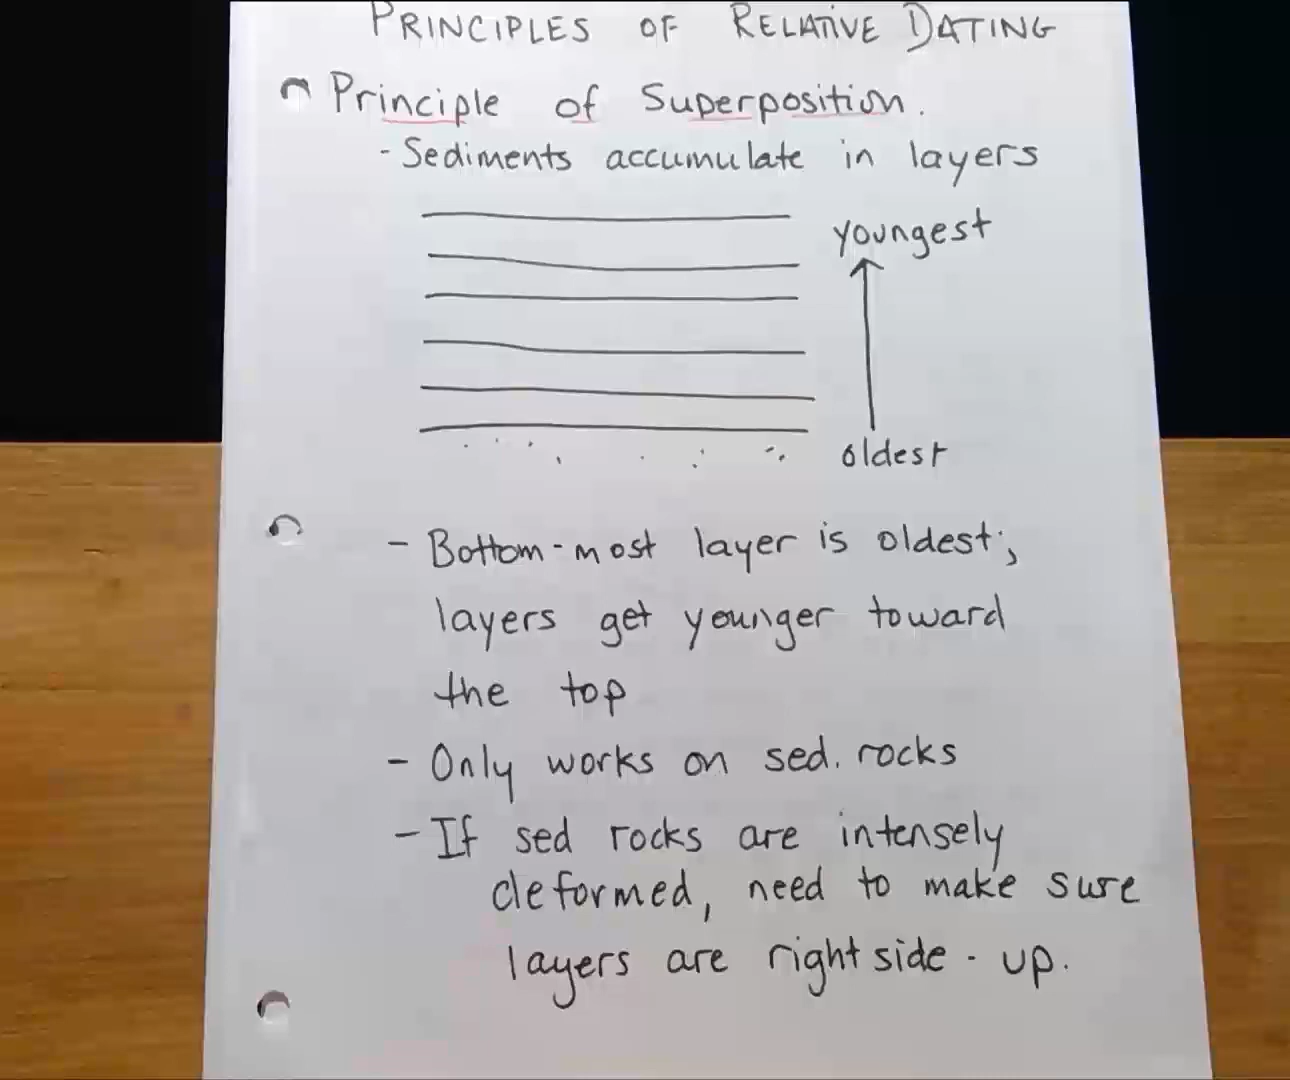 PRINCIPLES OF RELATIVE DATING
Principle of Superposition.
- Sediments accumulate in layers
youngest
oldest
- Bottom-most layer is oldest;
layers get younger toward
the top
- Only works on sed. rocks
- If sed rocks are intensely
deformed, need to make sure
layers are right side-up.